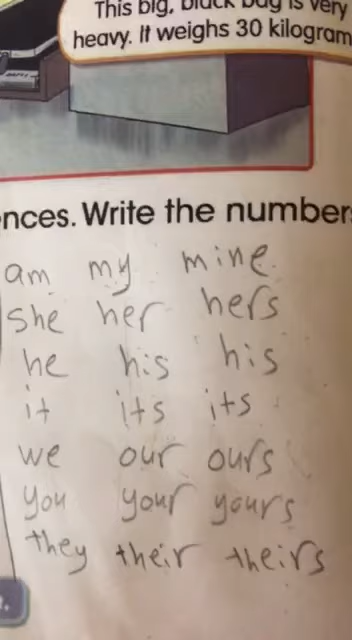 This big, black bag is very
heavy. It weighs 30 kilogram
nces. Write the number
am my mine
she her hers
he his his
it its its
we our ours
you your yours
they their theirs